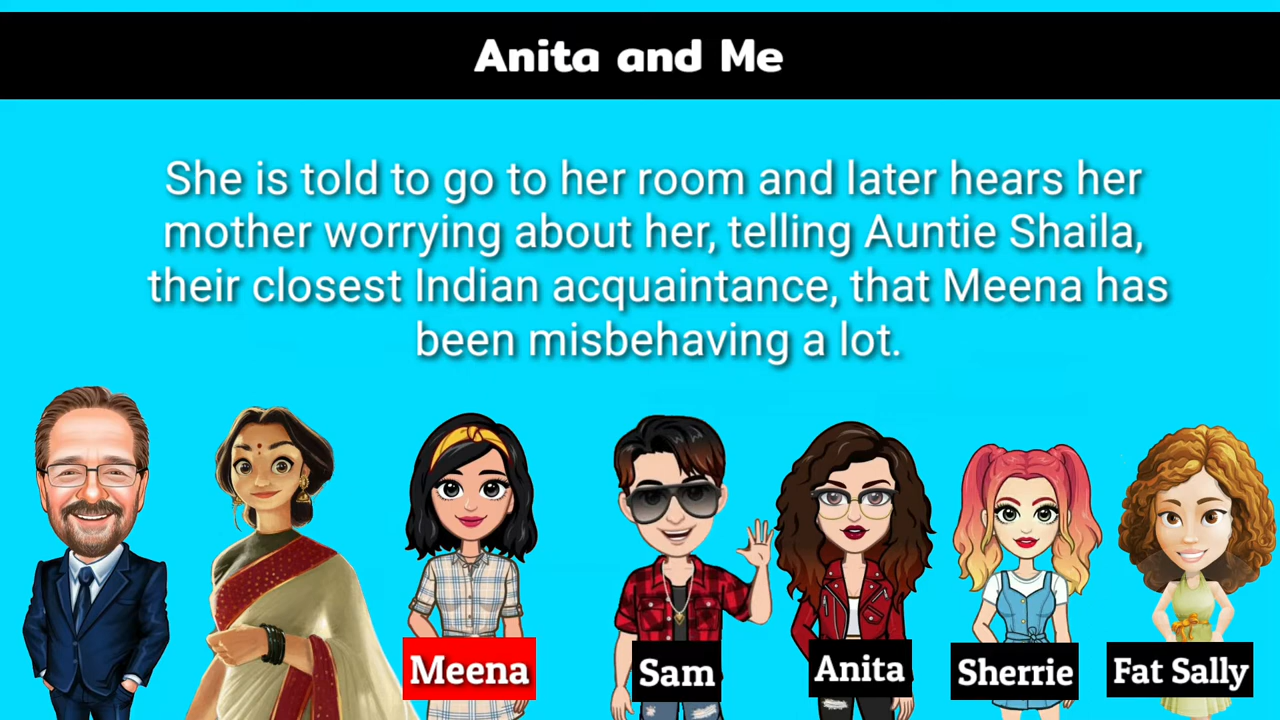 Anita and Me
She is told to go to her room and later hears her
mother worrying about her, telling Auntie Shaila,
their closest Indian acquaintance, that Meena has
been misbehaving a lot.
Meena
Sam
Anita
Sherrie
Fat Sally